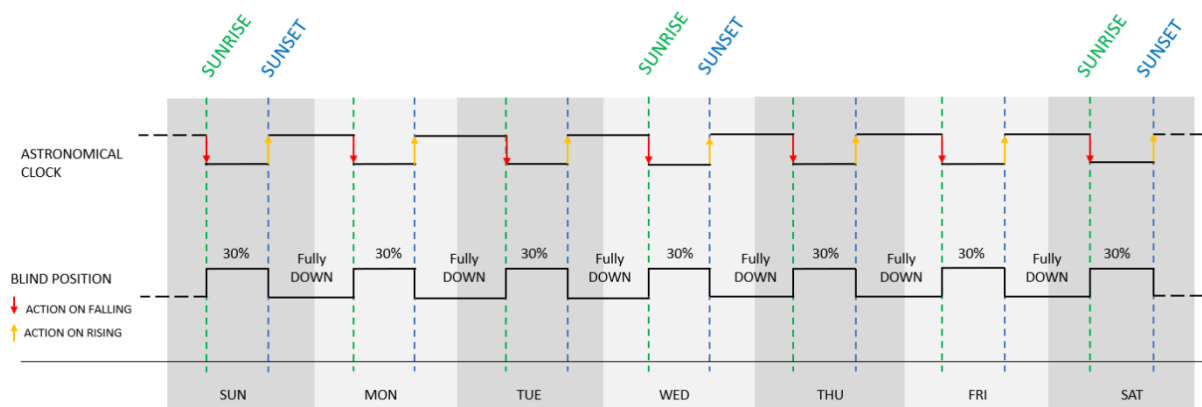 SUNRISE
SUNSET
SUNRISE
SUNSET
SUNRISE
SUNSET
ASTRONOMICAL
CLOCK
30%
Fully
DOWN
30%
Fully
DOWN
30%
Fully
DOWN
30%
Fully
DOWN
30%
Fully
DOWN
30%
Fully
DOWN
30%
BLIND POSITION
ACTION ON FALLING
ACTION ON RISING
SUN
MON
TUE
WED
THU
FRI
SAT